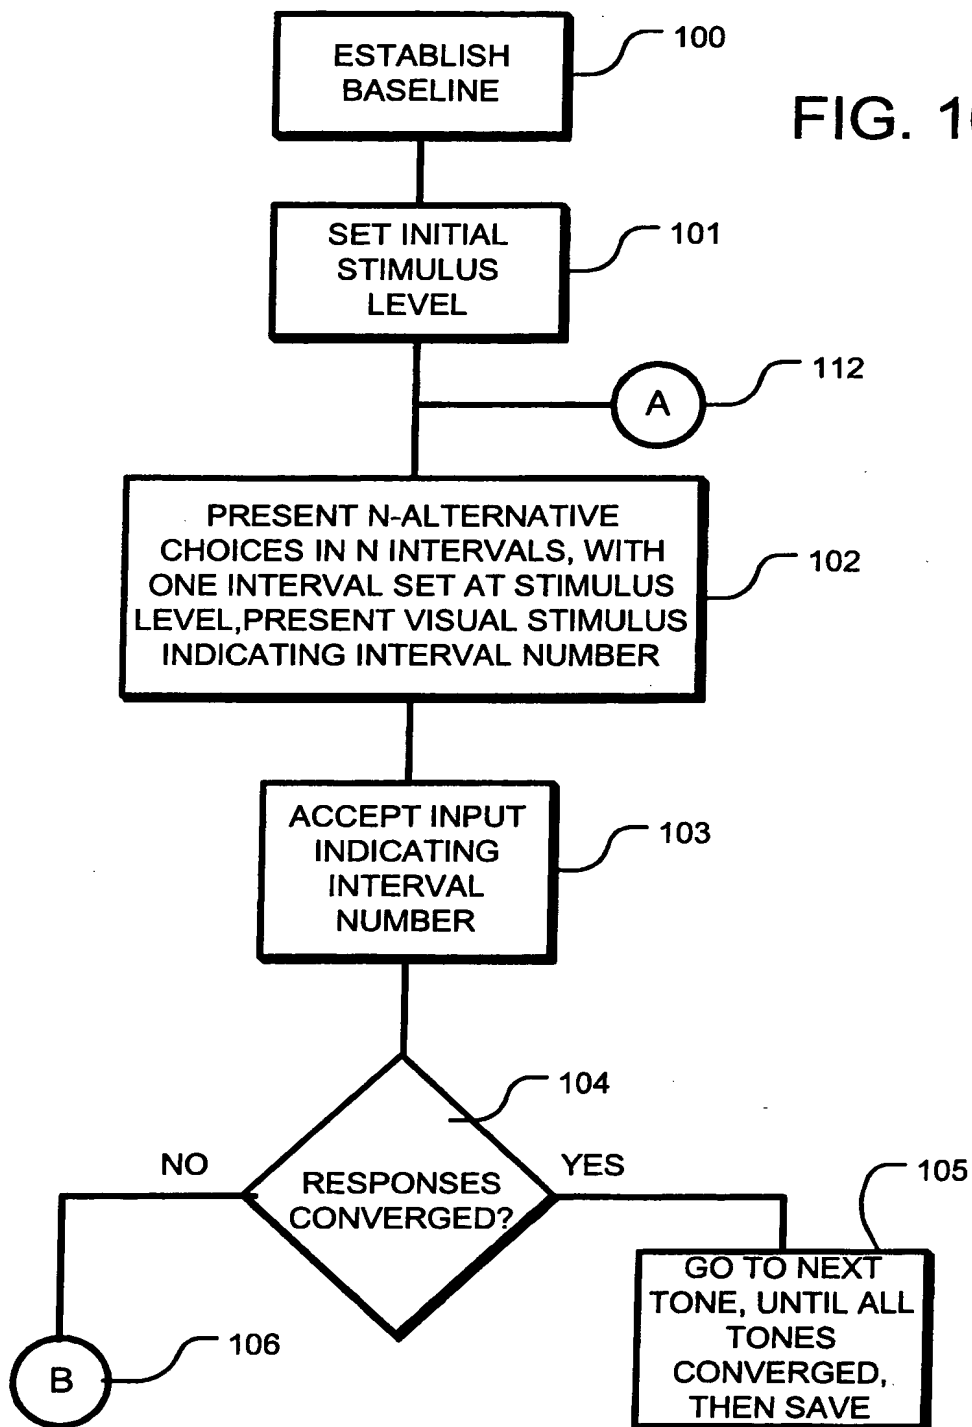 100
ESTABLISH
BASELINE
FIG. 10
SET INITIAL
STIMULUS
LEVEL
101
A
112
PRESENT N-ALTERNATIVE
CHOICES IN N INTERVALS, WITH
ONE INTERVAL SET AT STIMULUS
LEVEL,PRESENT VISUAL STIMULUS
INDICATING INTERVAL NUMBER
102
ACCEPT INPUT
INDICATING
INTERVAL
NUMBER
103
104
NO
YES
RESPONSES
CONVERGED?
105
GO TO NEXT
TONE, UNTIL ALL
TONES
CONVERGED,
THEN SAVE
B
106